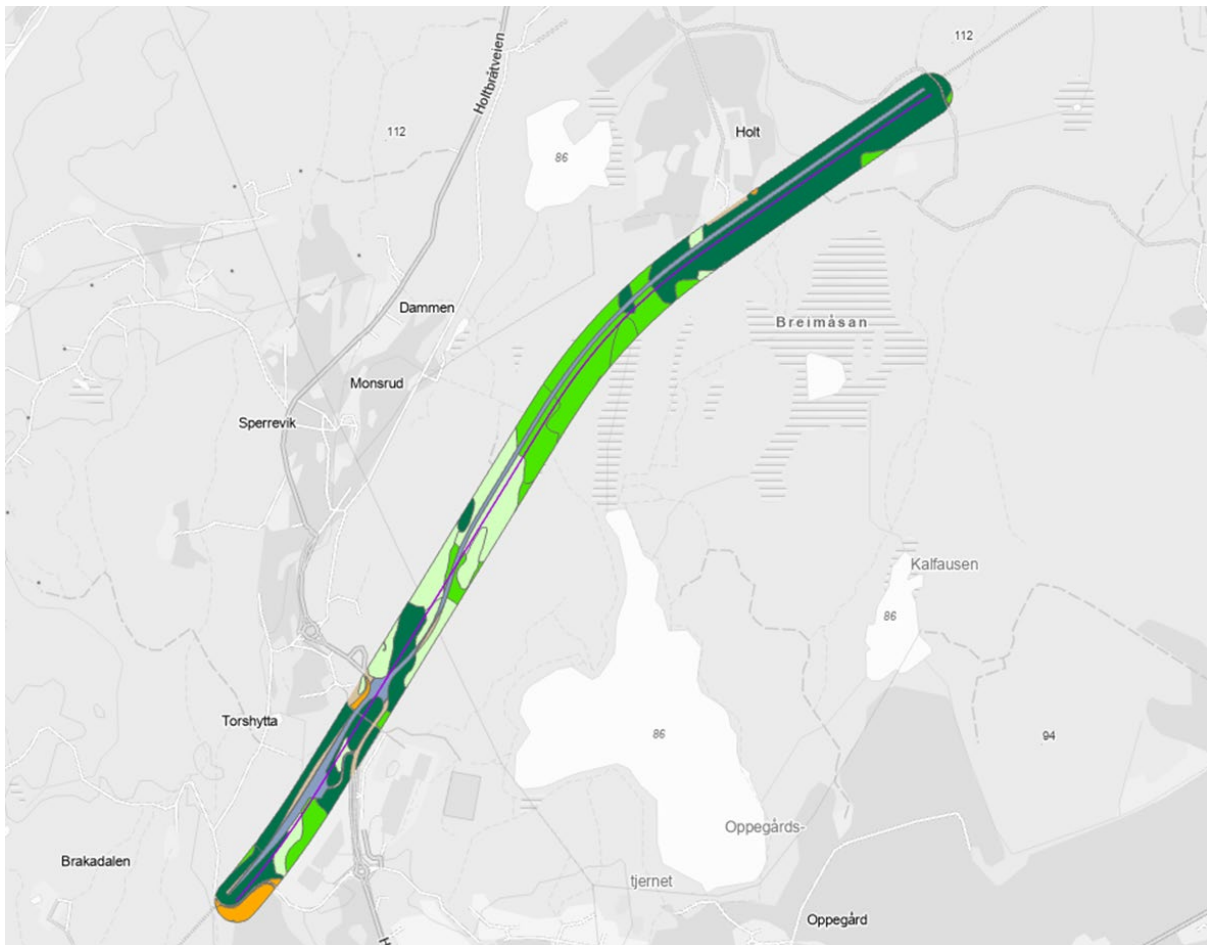 112
Holtbråtveien
112
Holt
86
Dammen
Breimåsan
Monsrud
Sperrevik
Kalfausen
86
Torshytta
86
94
Oppegårds-
Brakadalen
tjernet
Oppegård